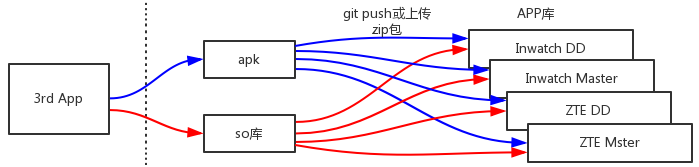 git push或上传
zip包
APP库
Inwatch DD
apk
Inwatch Master
3rd App
ZTE DD
so库
ZTE Mster